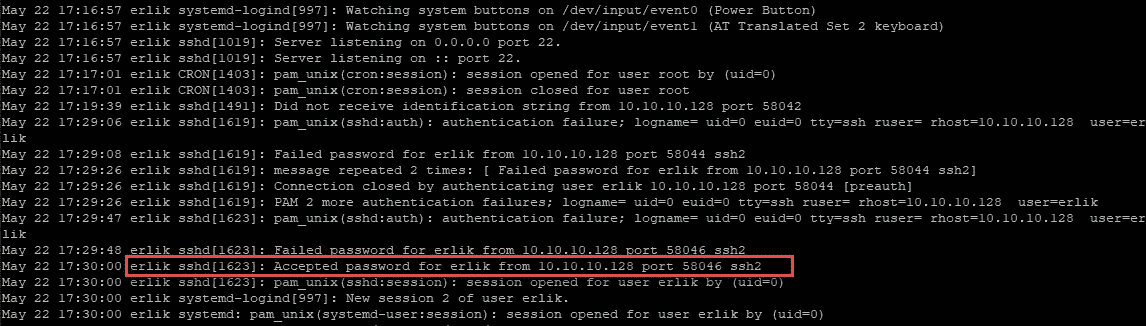 May 22 17:16:57 erlik systemd-logind[997]: Watching system buttons on /dev/input/event0 (Power Button)
May 22 17:16:57 erlik systemd-logind[997]: Watching system buttons on /dev/input/event1 (AT Translated Set 2 keyboard)
May 22 17:16:57 erlik sshd[1019]: Server listening on 0.0.0.0 port 22.
May 22 17:16:57 erlik sshd[1019]: Server listening on :: port 22.
May 22 17:17:01 erlik CRON[1403]: pam_unix(cron:session): session opened for user root by (uid=0)
May 22 17:17:01 erlik CRON[1403]: pam_unix(cron:session): session closed for user root
May 22 17:19:39 erlik sshd[1491]: Did not receive identification string from 10.10.10.128 port 58042
May 22 17:29:06 erlik sshd[1619]: pam_unix(sshd:auth): authentication failure; logname= uid=0 euid=0 tty=ssh ruser= rhost=10.10.10.128  user=er
lik
May 22 17:29:08 erlik sshd[1619]: Failed password for erlik from 10.10.10.128 port 58044 ssh2
May 22 17:29:26 erlik sshd[1619]: message repeated 2 times: [ Failed password for erlik from 10.10.10.128 port 58044 ssh2]
May 22 17:29:26 erlik sshd[1619]: Connection closed by authenticating user erlik 10.10.10.128 port 58044 [preauth]
May 22 17:29:26 erlik sshd[1619]: PAM 2 more authentication failures; logname= uid=0 euid=0 tty=ssh ruser= rhost=10.10.10.128  user=erlik
May 22 17:29:47 erlik sshd[1623]: pam_unix(sshd:auth): authentication failure; logname= uid=0 euid=0 tty=ssh ruser= rhost=10.10.10.128  user=er
lik
May 22 17:29:48 erlik sshd[1623]: Failed password for erlik from 10.10.10.128 port 58046 ssh2
May 22 17:30:00 erlik sshd[1623]: Accepted password for erlik from 10.10.10.128 port 58046 ssh2
May 22 17:30:00 erlik sshd[1623]: pam_unix(sshd:session): session opened for user erlik by (uid=0)
May 22 17:30:00 erlik systemd-logind[997]: New session 2 of user erlik.
May 22 17:30:00 erlik systemd: pam_unix(systemd-user:session): session opened for user erlik by (uid=0)